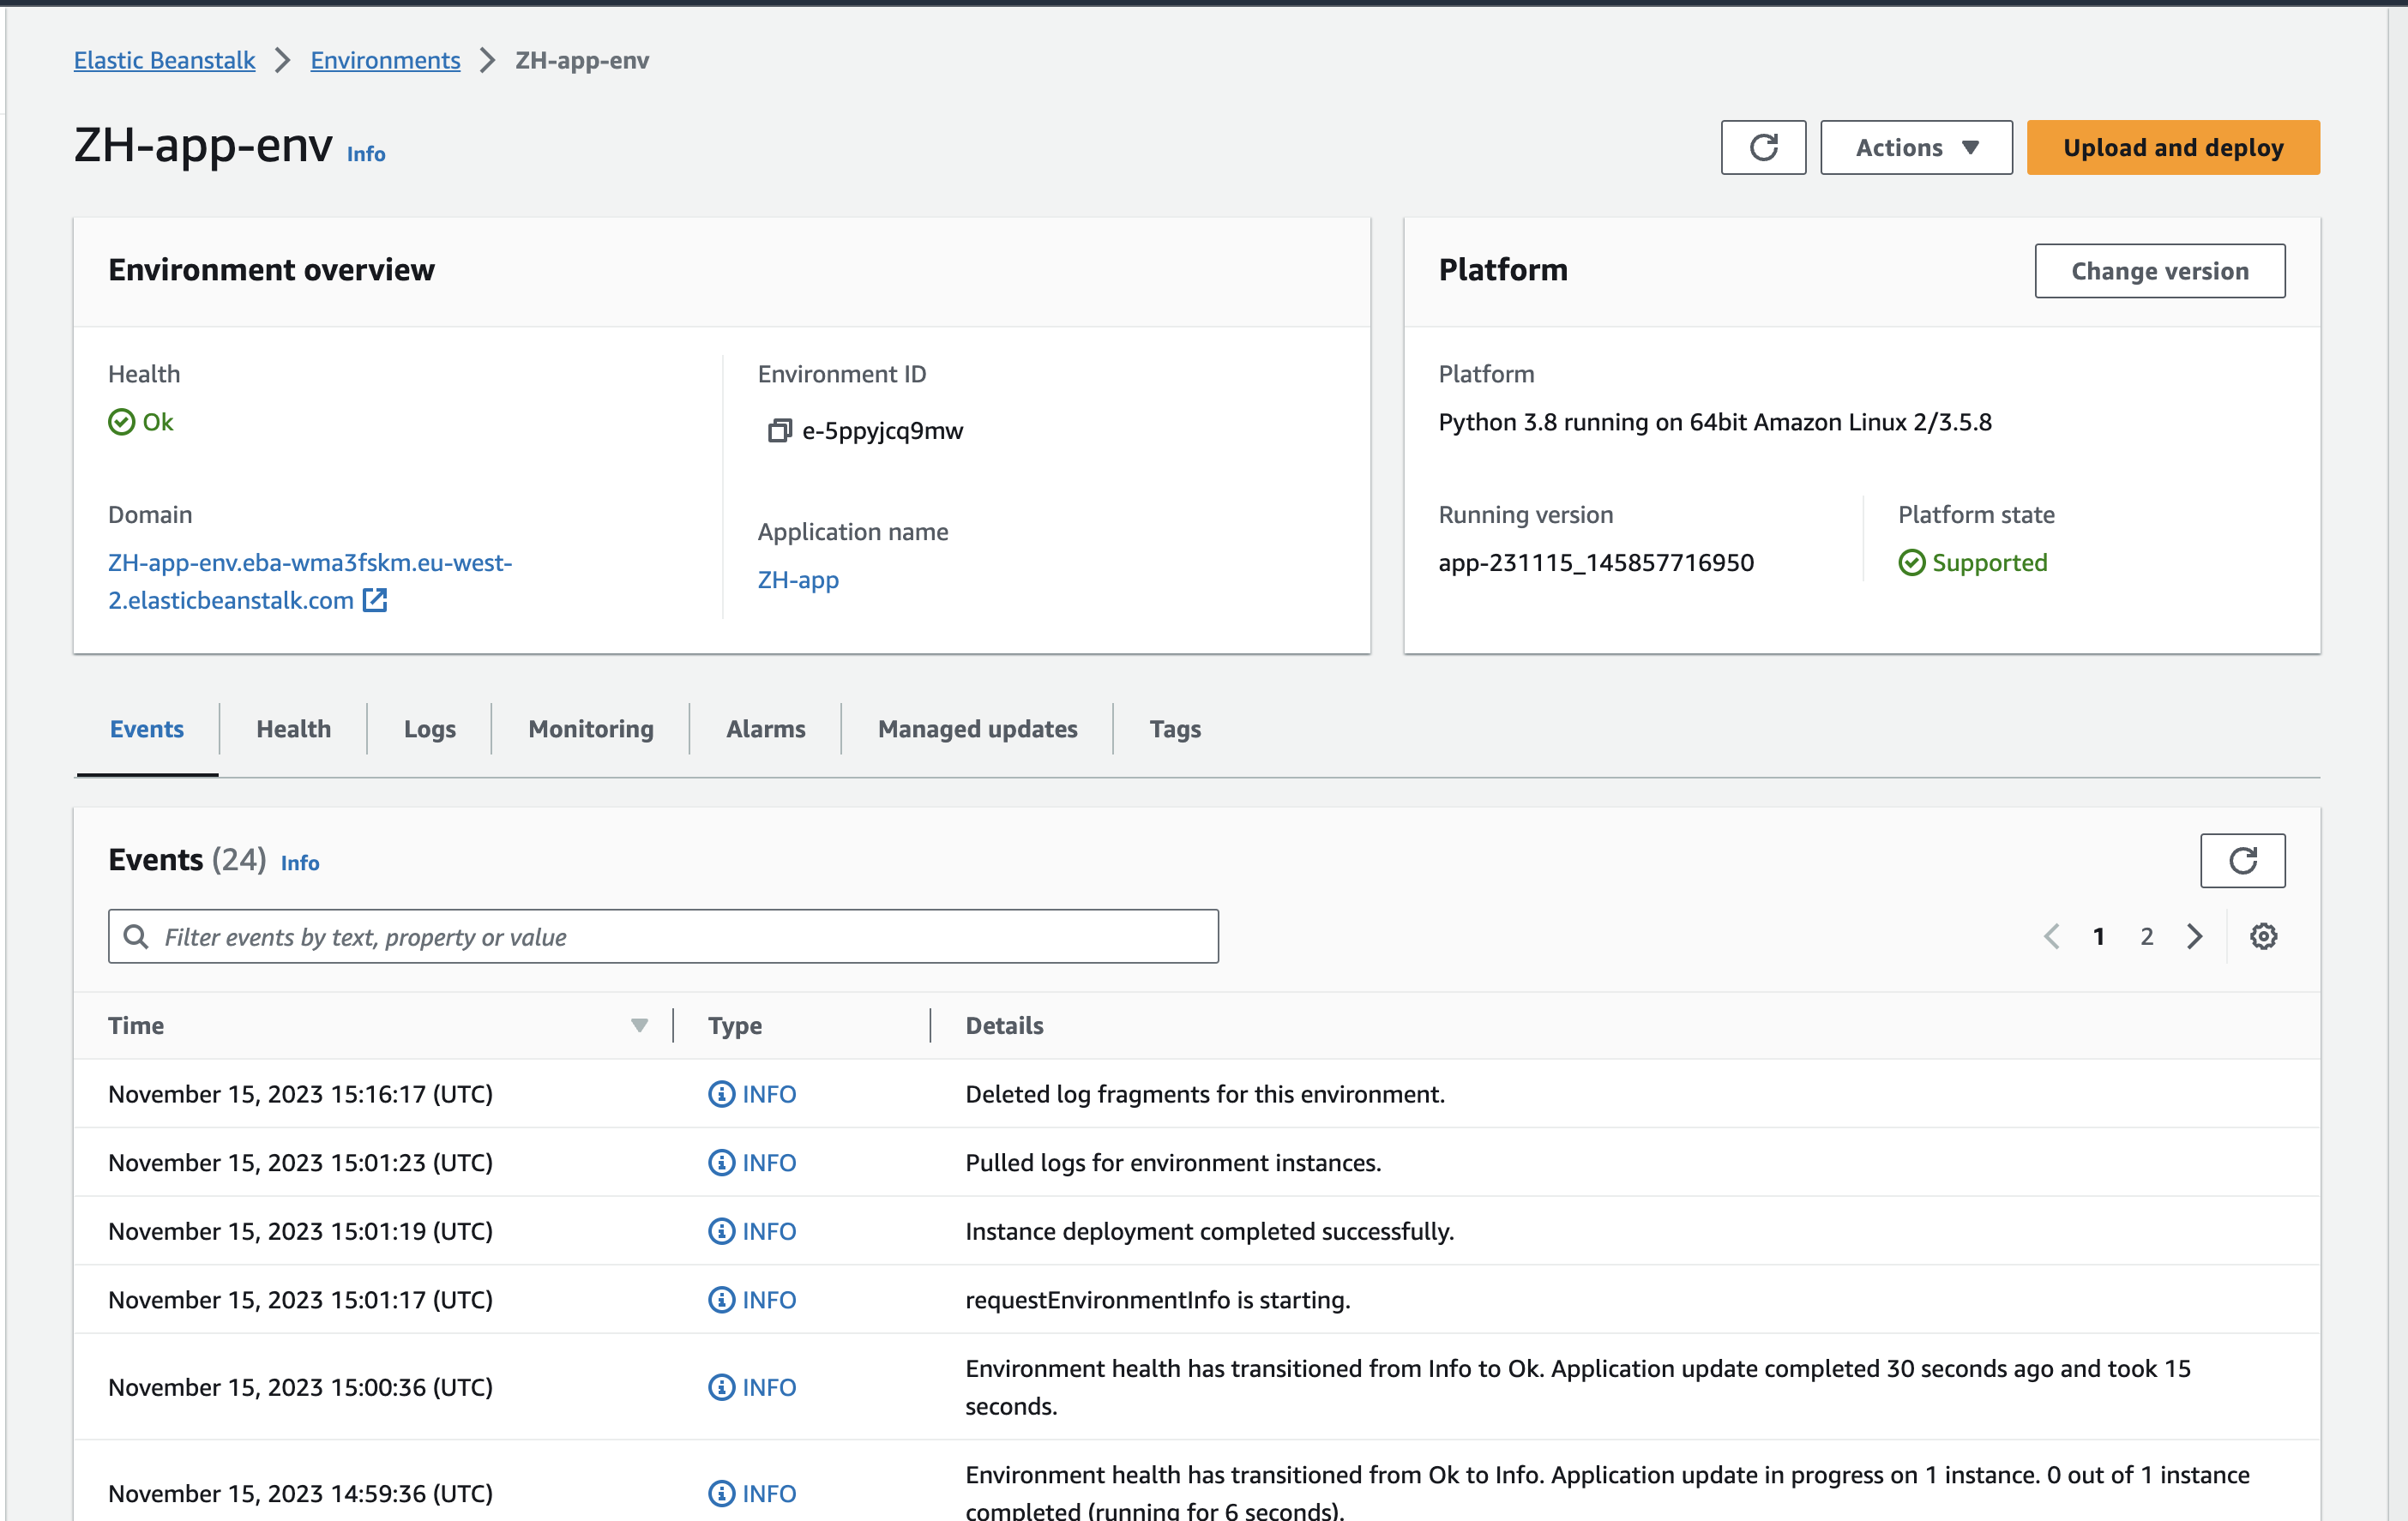 Elastic Beanstalk > Environments > ZH-app-env
ZH-app-env Info
Actions
Upload and deploy
Environment overview
Health
Ok
Domain
ZH-app-env.eba-wma3fskm.eu-west-
2.elasticbeanstalk.com
Environment ID
e-5ppyjcq9mw
Application name
ZH-app
Platform
Change version
Platform
Python 3.8 running on 64bit Amazon Linux 2/3.5.8
Running version
app-231115_145857716950
Platform state
Supported
Events
Health
Logs
Monitoring
Alarms
Managed updates
Tags
Events (24) Info
Filter events by text, property or value
1 2
Time Type Details
November 15, 2023 15:16:17 (UTC) INFO Deleted log fragments for this environment.
November 15, 2023 15:01:23 (UTC) INFO Pulled logs for environment instances.
November 15, 2023 15:01:19 (UTC) INFO Instance deployment completed successfully.
November 15, 2023 15:01:17 (UTC) INFO requestEnvironmentInfo is starting.
November 15, 2023 15:00:36 (UTC) INFO Environment health has transitioned from Info to Ok. Application update completed 30 seconds ago and took 15
seconds.
November 15, 2023 14:59:36 (UTC) INFO Environment health has transitioned from Ok to Info. Application update in progress on 1 instance. 0 out of 1 instance
completed (running for 6 seconds).